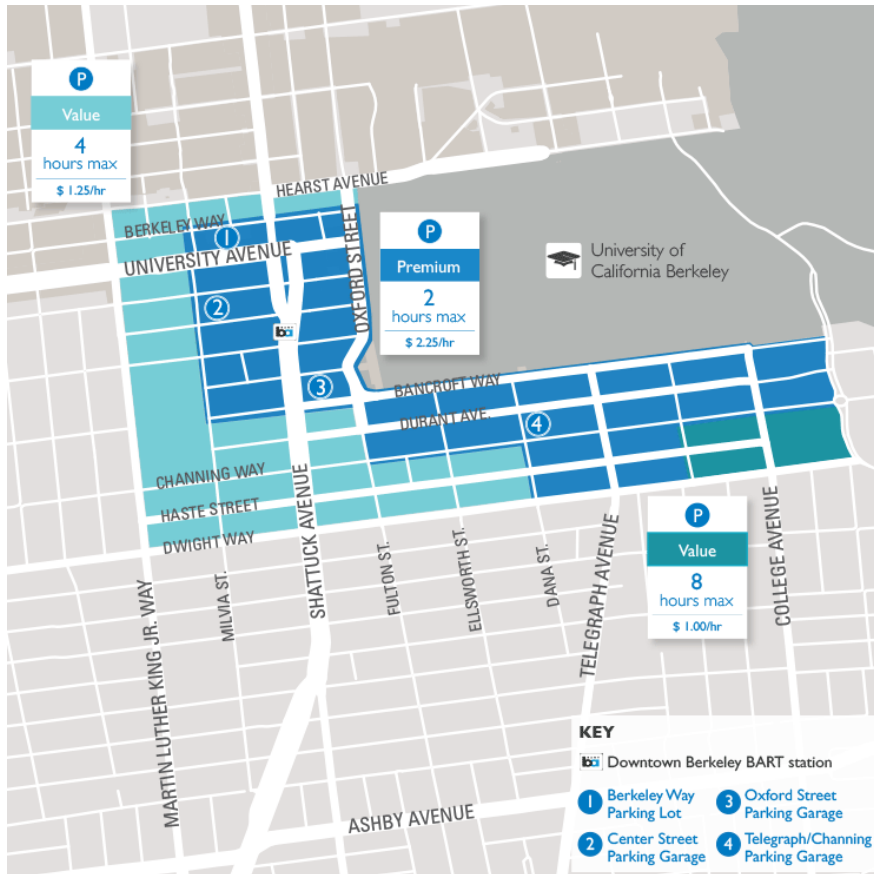 P
Value
4
hours max
$ 1.25/hr
HEARST AVENUE
BERKELEY WAY
1
UNIVERSITY AVENUE
OXFORD STREET
P
Premium
2
hours max
$ 2.25/hr
University of
California Berkeley
2
ba
3
BANCROFT WAY
DURANT AVE.
4
CHANNING WAY
HASTE STREET
DWIGHT WAY
SHATTUCK AVENUE
MARTIN LUTHER KING JR. WAY
MILVIA ST.
FULTON ST.
ELLSWORTH ST.
DANA ST.
TELEGRAPH AVENUE
COLLEGE AVENUE
P
Value
8
hours max
$ 1.00/hr
ASHBY AVENUE
KEY
ba Downtown Berkeley BART station
1 Berkeley Way
Parking Lot
2 Center Street
Parking Garage
3 Oxford Street
Parking Garage
4 Telegraph/Channing
Parking Garage